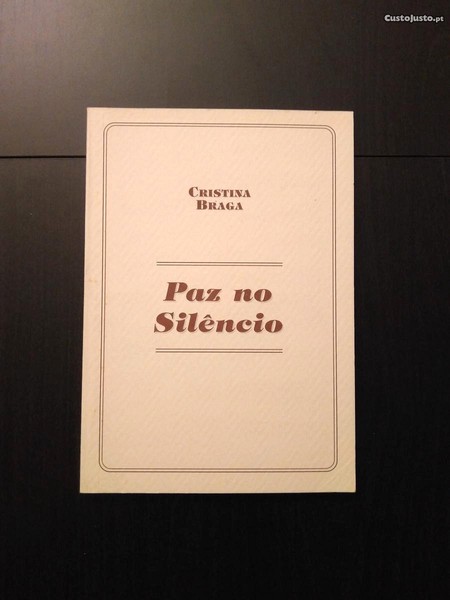 CustoJusto.pt
CRISTINA
BRAGA
Paz no
Silêncio